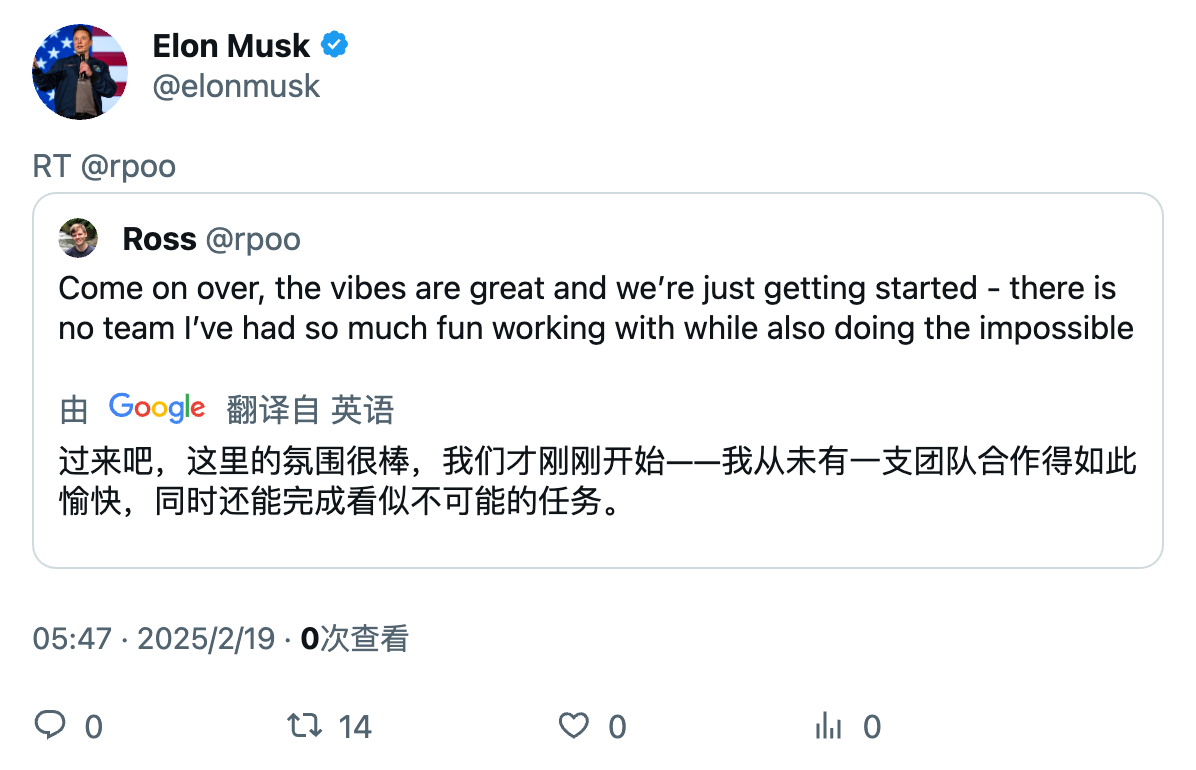 Elon Musk
@elonmusk
RT @rpoo
Ross @rpoo
Come on over, the vibes are great and we’re just getting started - there is
no team I’ve had so much fun working with while also doing the impossible
由 Google 翻译自 英语
过来吧，这里的氛围很棒，我们才刚刚开始——我从未有一支团队合作得如此
愉快，同时还能完成看似不可能的任务。
05:47 · 2025/2/19 · 0次查看
0 14 0 0